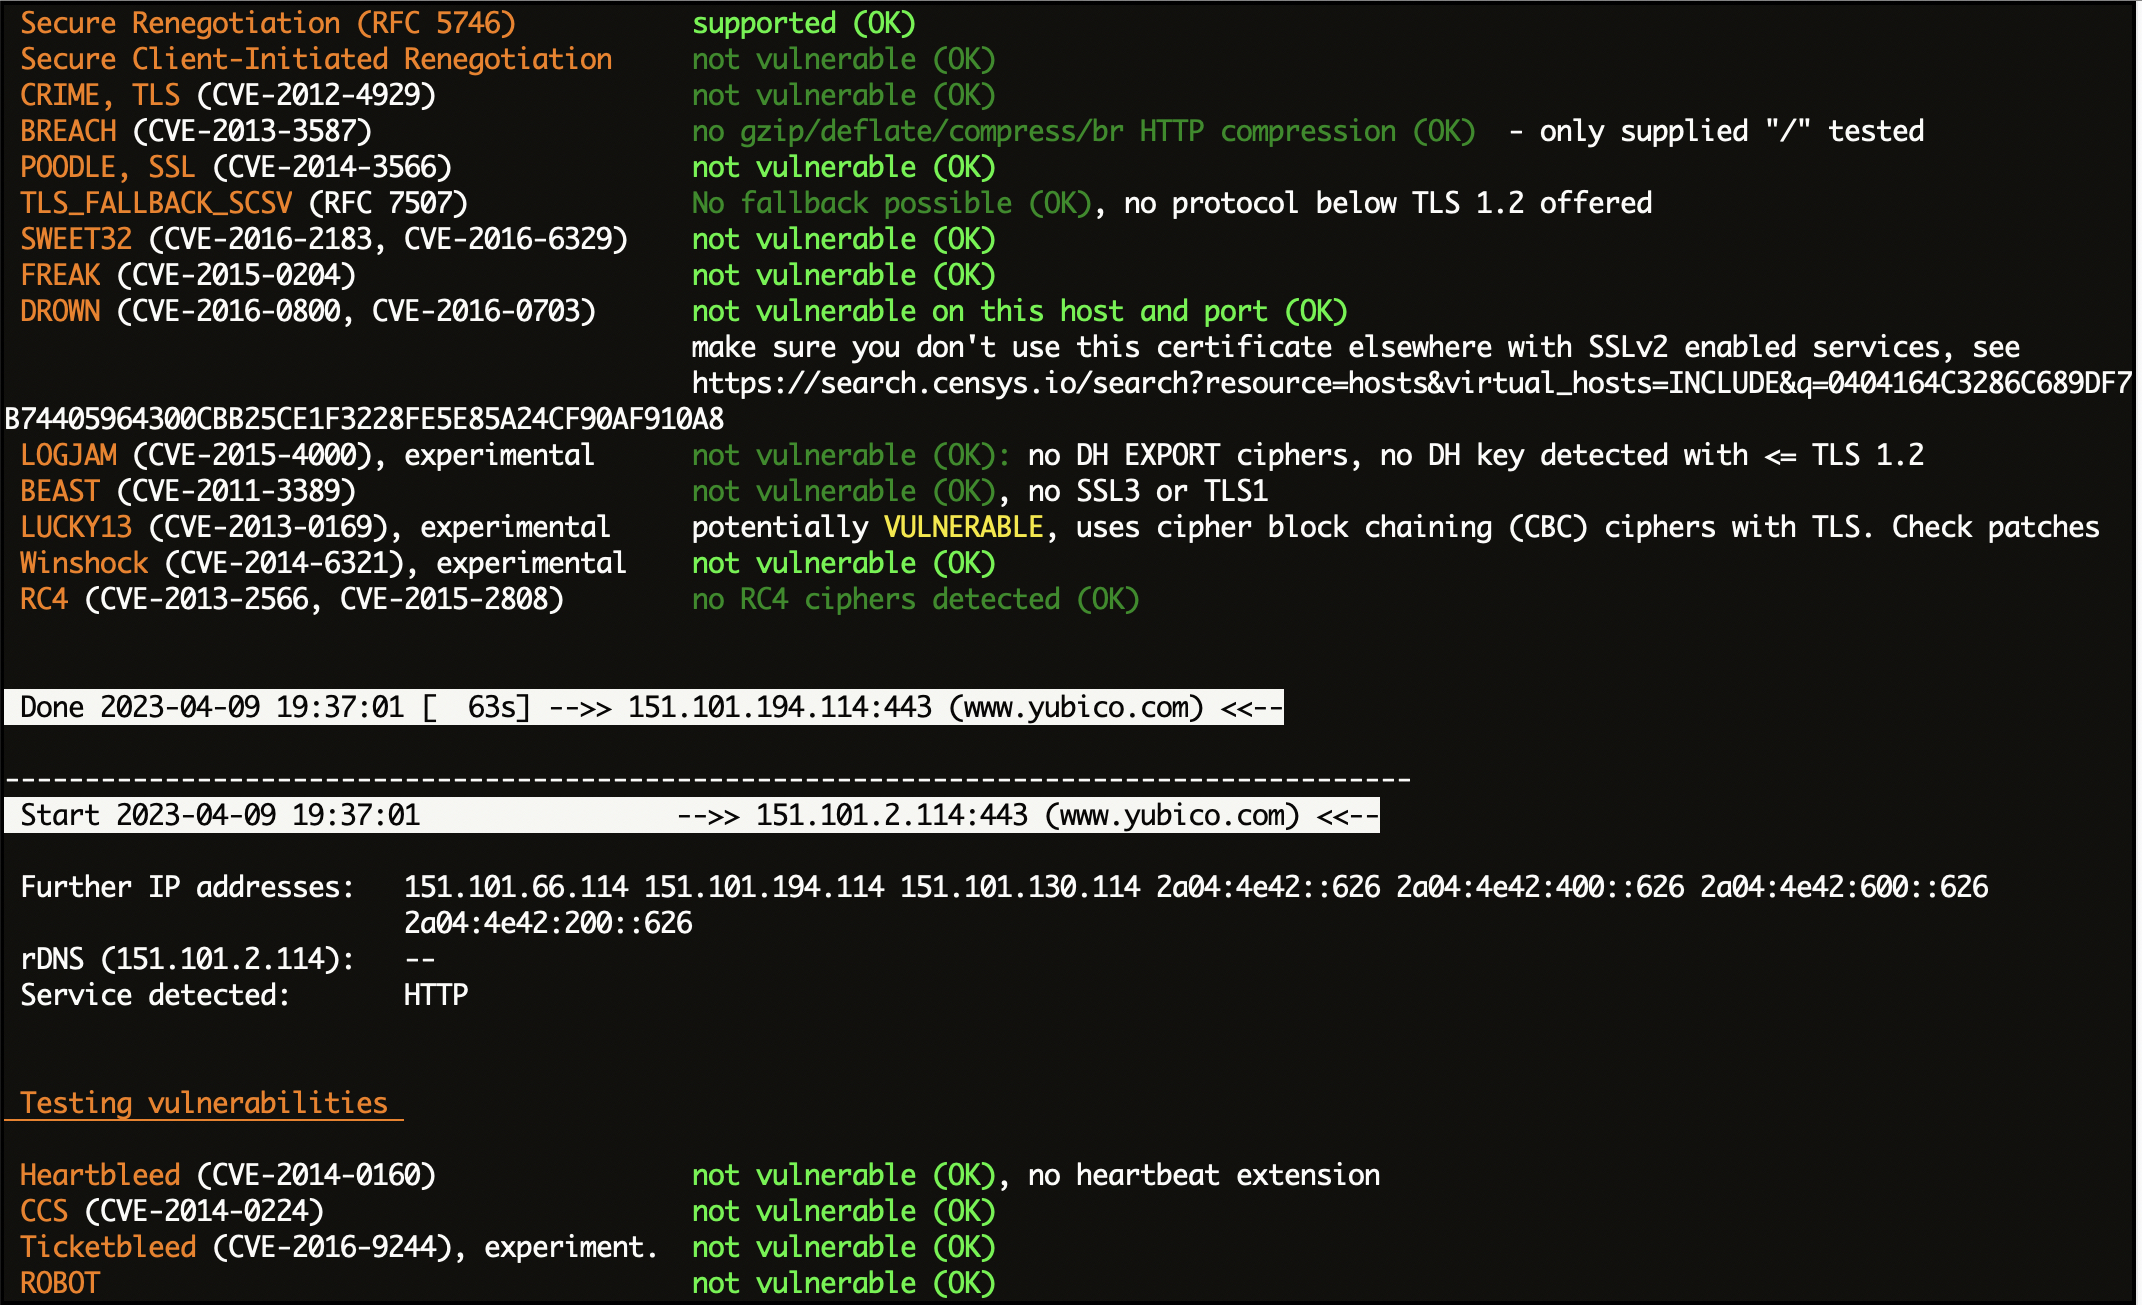 Secure Renegotiation (RFC 5746)           supported (OK)
Secure Client-Initiated Renegotiation     not vulnerable (OK)
CRIME, TLS (CVE-2012-4929)                not vulnerable (OK)
BREACH (CVE-2013-3587)                    no gzip/deflate/compress/br HTTP compression (OK)  - only supplied "/" tested
POODLE, SSL (CVE-2014-3566)               not vulnerable (OK)
TLS_FALLBACK_SCSV (RFC 7507)              No fallback possible (OK), no protocol below TLS 1.2 offered
SWEET32 (CVE-2016-2183, CVE-2016-6329)    not vulnerable (OK)
FREAK (CVE-2015-0204)                     not vulnerable (OK)
DROWN (CVE-2016-0800, CVE-2016-0703)      not vulnerable on this host and port (OK)
make sure you don't use this certificate elsewhere with SSLv2 enabled services, see
https://search.censys.io/search?resource=hosts&virtual_hosts=INCLUDE&q=0404164C3286C689DF7
B74405964300CBB25CE1F3228FE5E85A24CF90AF910A8
LOGJAM (CVE-2015-4000), experimental      not vulnerable (OK): no DH EXPORT ciphers, no DH key detected with <= TLS 1.2
BEAST (CVE-2011-3389)                     not vulnerable (OK), no SSL3 or TLS1
LUCKY13 (CVE-2013-0169), experimental     potentially VULNERABLE, uses cipher block chaining (CBC) ciphers with TLS. Check patches
Winshock (CVE-2014-6321), experimental    not vulnerable (OK)
RC4 (CVE-2013-2566, CVE-2015-2808)        no RC4 ciphers detected (OK)
Done 2023-04-09 19:37:01 [  63s] -->> 151.101.194.114:443 (www.yubico.com) <<--
----------------------------------------------------------------------------------------
Start 2023-04-09 19:37:01                -->> 151.101.2.114:443 (www.yubico.com) <<--
Further IP addresses:   151.101.66.114 151.101.194.114 151.101.130.114 2a04:4e42::626 2a04:4e42:400::626 2a04:4e42:600::626
2a04:4e42:200::626
rDNS (151.101.2.114):   --
Service detected:       HTTP
Testing vulnerabilities
Heartbleed (CVE-2014-0160)                not vulnerable (OK), no heartbeat extension
CCS (CVE-2014-0224)                       not vulnerable (OK)
Ticketbleed (CVE-2016-9244), experiment.  not vulnerable (OK)
ROBOT                                     not vulnerable (OK)